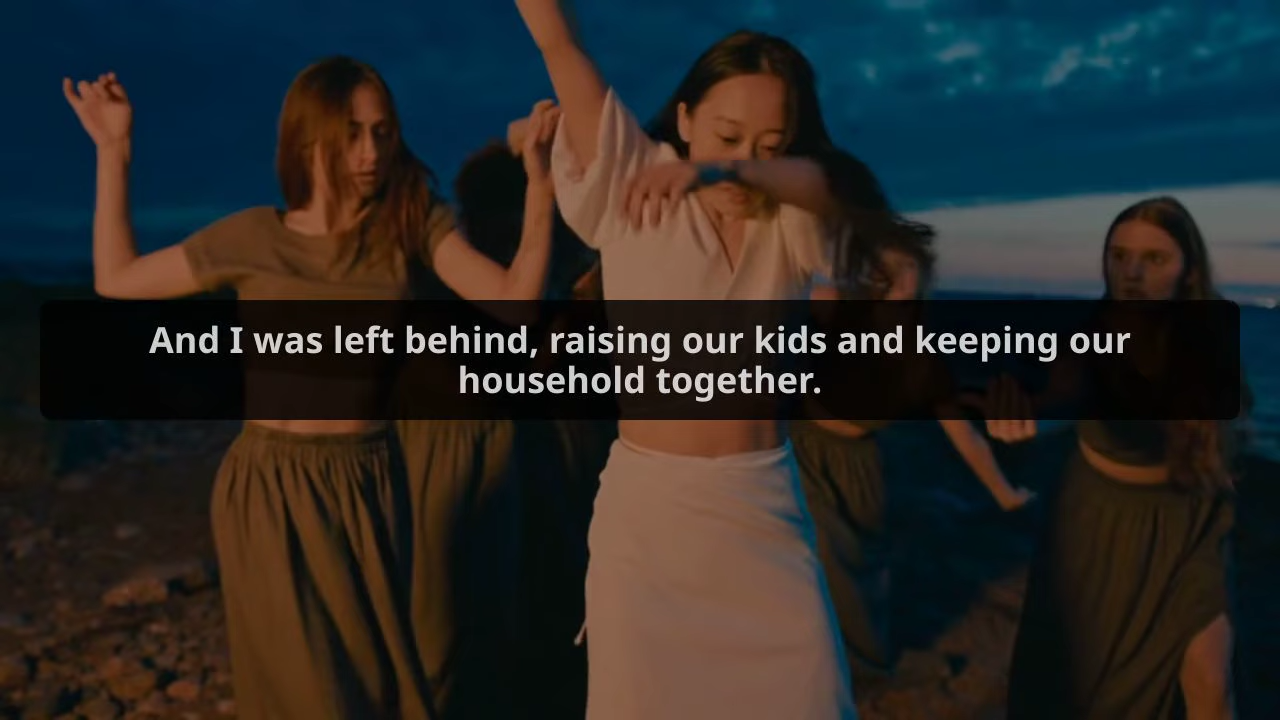 And I was left behind, raising our kids and keeping our
household together.